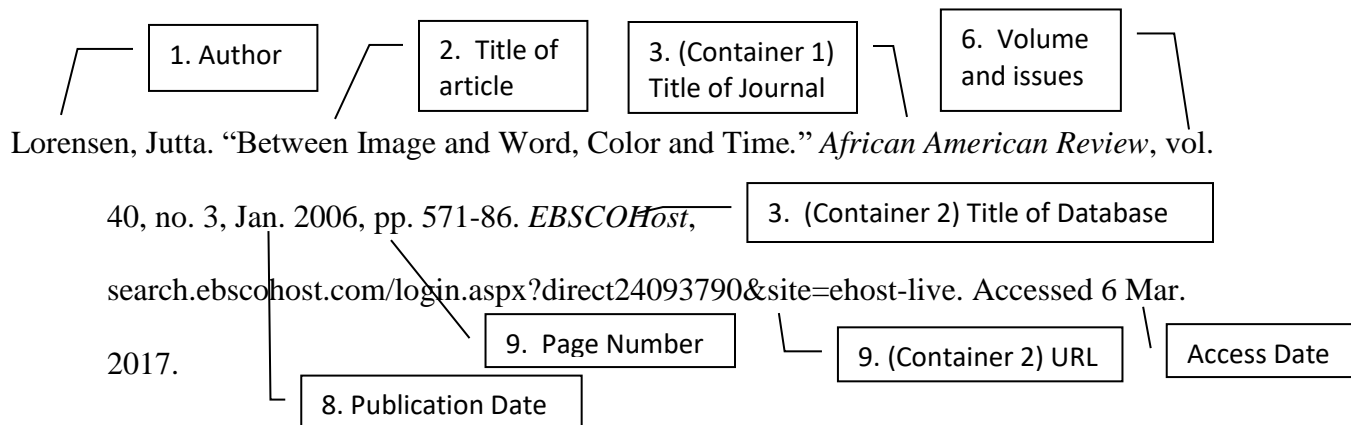 1. Author
2. Title of
article
3. (Container 1)
Title of Journal
6. Volume
and issues
Lorensen, Jutta. “Between Image and Word, Color and Time.” African American Review, vol.
40, no. 3, Jan. 2006, pp. 571-86. EBSCOHost,
3. (Container 2) Title of Database
search.ebscohost.com/login.aspx?direct24093790&site=ehost-live. Accessed 6 Mar.
2017.
9. Page Number
9. (Container 2) URL
Access Date
8. Publication Date